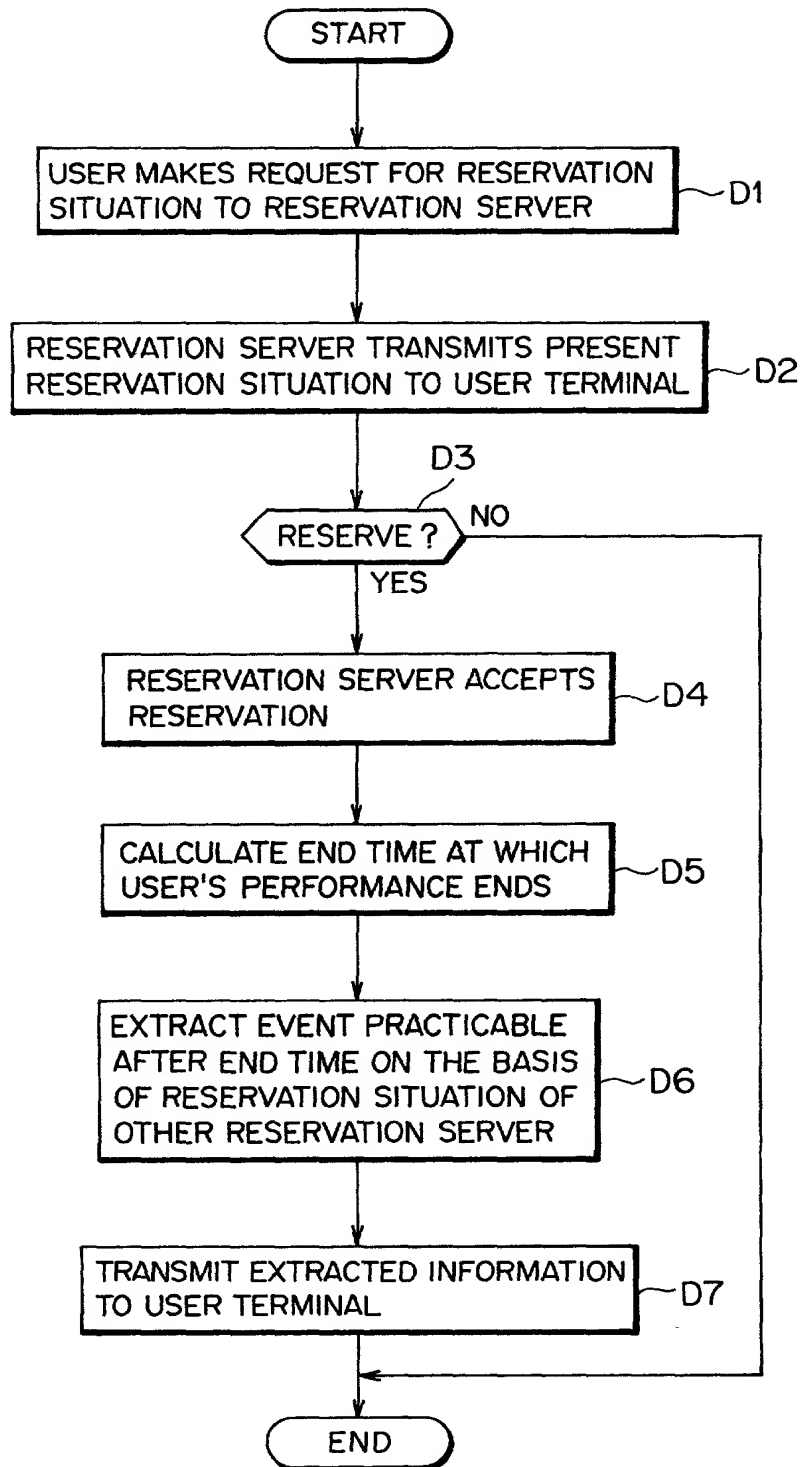 START
USER MAKES REQUEST FOR RESERVATION
SITUATION TO RESERVATION SERVER
D1
RESERVATION SERVER TRANSMITS PRESENT
RESERVATION SITUATION TO USER TERMINAL
D2
D3
RESERVE?
NO
YES
RESERVATION SERVER ACCEPTS
RESERVATION
D4
CALCULATE END TIME AT WHICH
USER'S PERFORMANCE ENDS
D5
EXTRACT EVENT PRACTICABLE
AFTER END TIME ON THE BASIS
OF RESERVATION SITUATION OF
OTHER RESERVATION SERVER
D6
TRANSMIT EXTRACTED INFORMATION
TO USER TERMINAL
D7
END